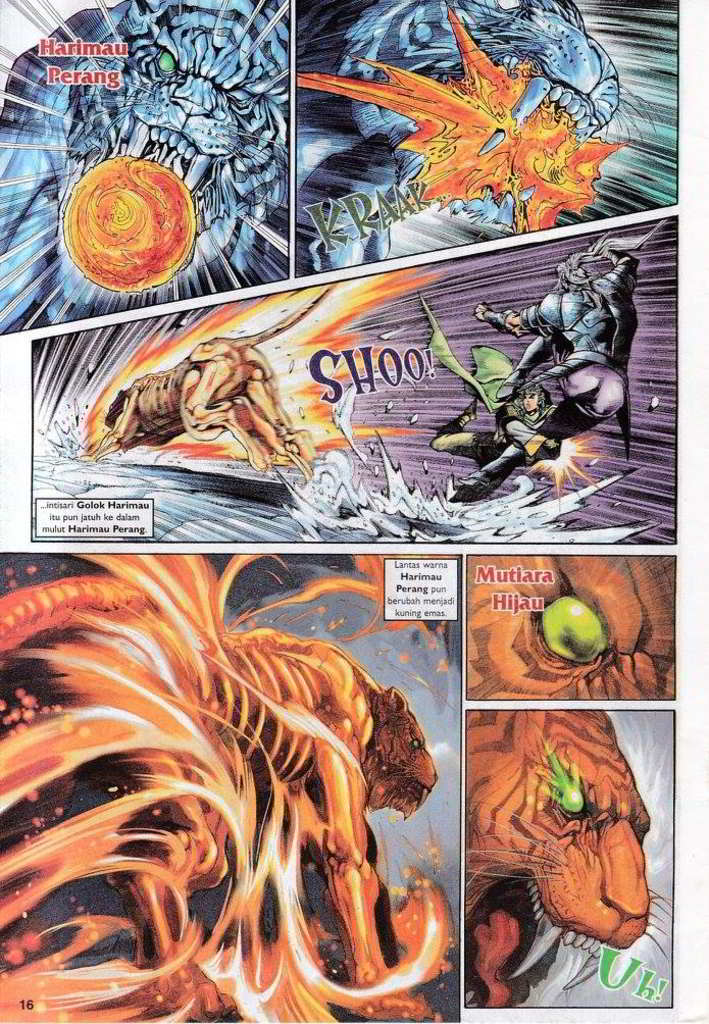 Harimau
Perang
KRAAK
SHOO!
...intisari Golok Harimau
itu pun jatuh ke dalam
mulut Harimau Perang.
Lantas warna
Harimau
Perang pun
berubah menjadi
kuning emas.
Mutiara
Hijau
Uh!
16